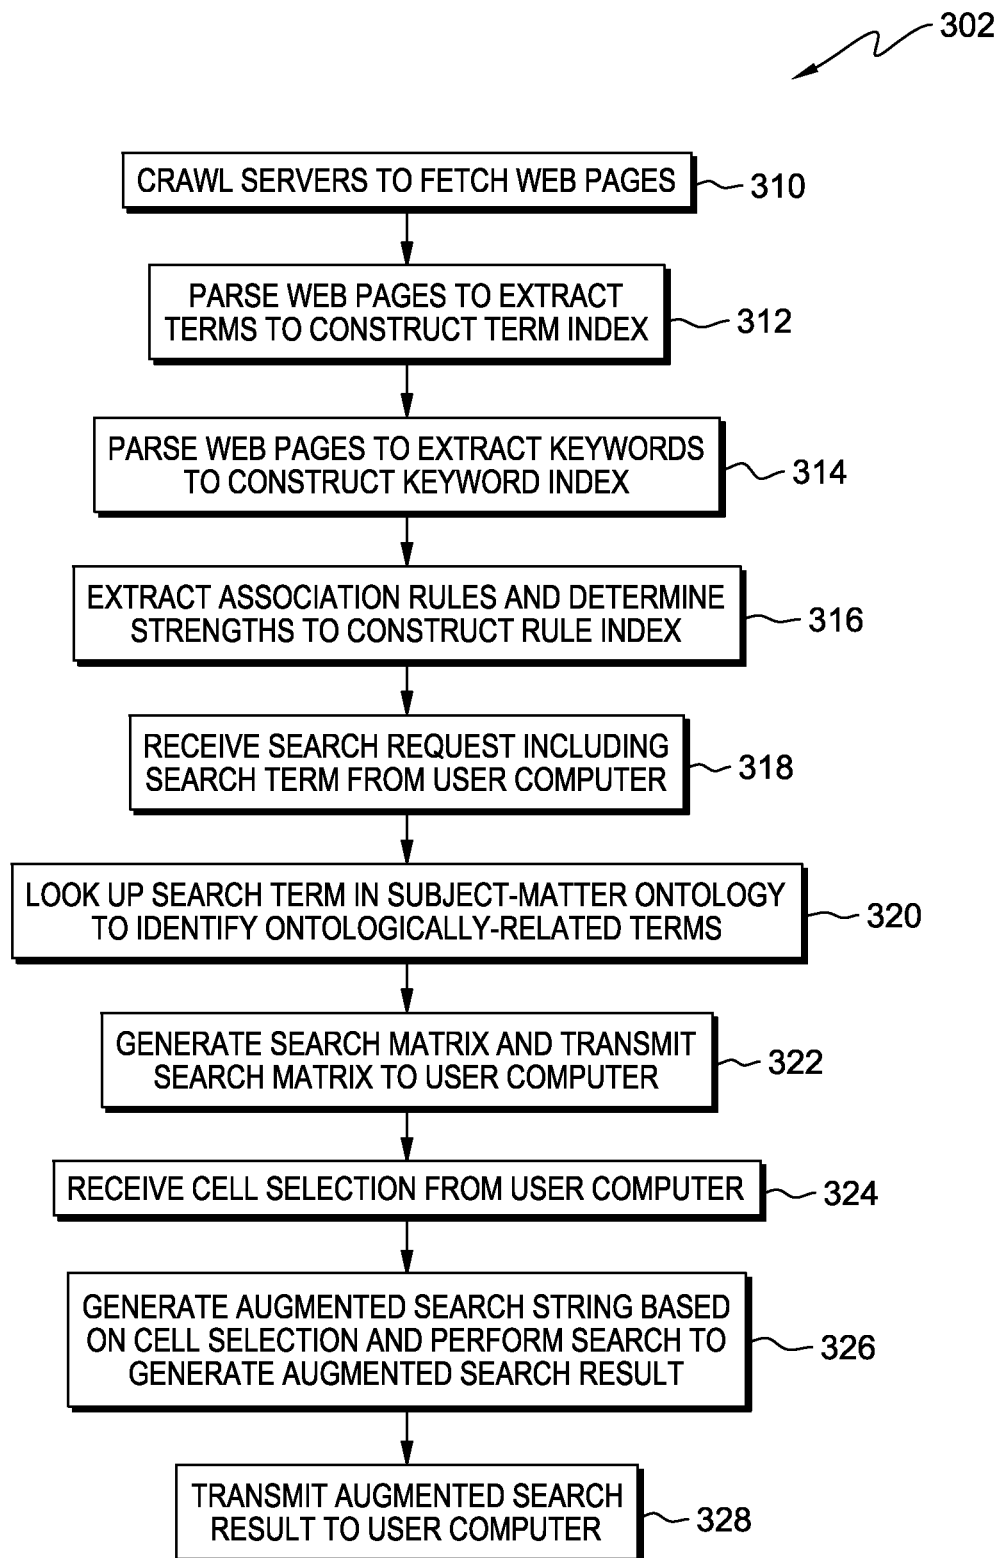 302
CRAWL SERVERS TO FETCH WEB PAGES
310
PARSE WEB PAGES TO EXTRACT
TERMS TO CONSTRUCT TERM INDEX
312
PARSE WEB PAGES TO EXTRACT KEYWORDS
TO CONSTRUCT KEYWORD INDEX
314
EXTRACT ASSOCIATION RULES AND DETERMINE
STRENGTHS TO CONSTRUCT RULE INDEX
316
RECEIVE SEARCH REQUEST INCLUDING
SEARCH TERM FROM USER COMPUTER
318
LOOK UP SEARCH TERM IN SUBJECT-MATTER ONTOLOGY
TO IDENTIFY ONTOLOGICALLY-RELATED TERMS
320
GENERATE SEARCH MATRIX AND TRANSMIT
SEARCH MATRIX TO USER COMPUTER
322
RECEIVE CELL SELECTION FROM USER COMPUTER
324
GENERATE AUGMENTED SEARCH STRING BASED
ON CELL SELECTION AND PERFORM SEARCH TO
GENERATE AUGMENTED SEARCH RESULT
326
TRANSMIT AUGMENTED SEARCH
RESULT TO USER COMPUTER
328